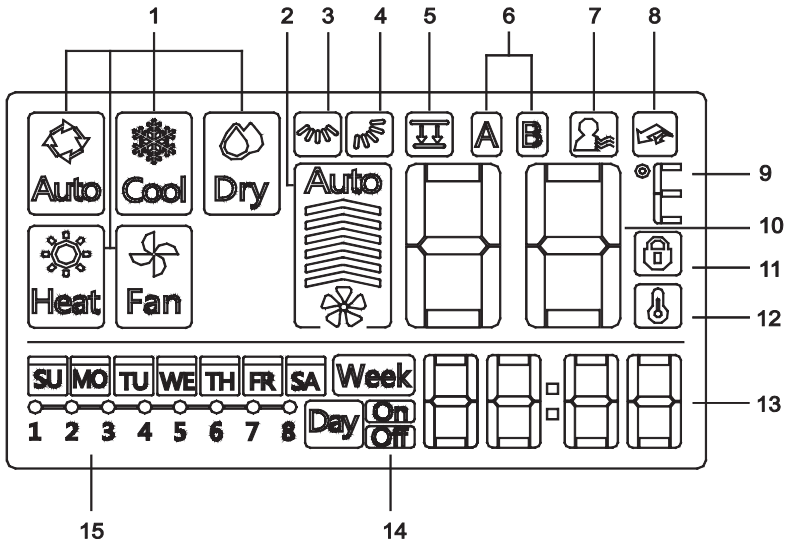 1 2 3 4 5 6 7 8
A B
Auto Cool Dry Auto
9
10
11
Heat Fan
12
SU MO TU WE TH FR SA Week
1 2 3 4 5 6 7 8 Day On
Off
88:88
13
15 14